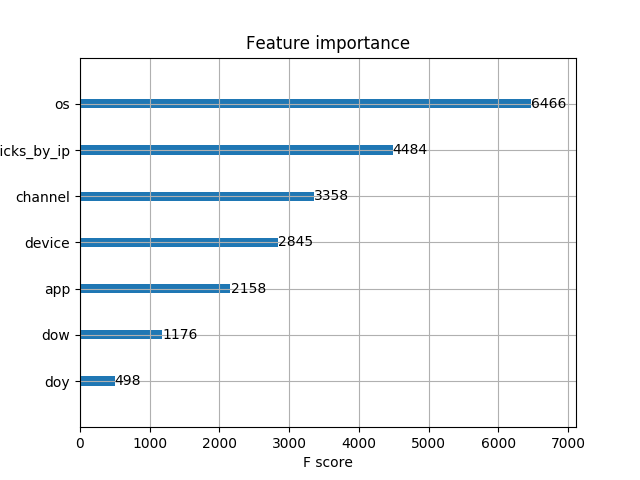 Feature importance
os
6466
icks_by_ip
4484
channel
3358
device
2845
app
2158
dow
1176
doy
498
0 1000 2000 3000 4000 5000 6000 7000
F score